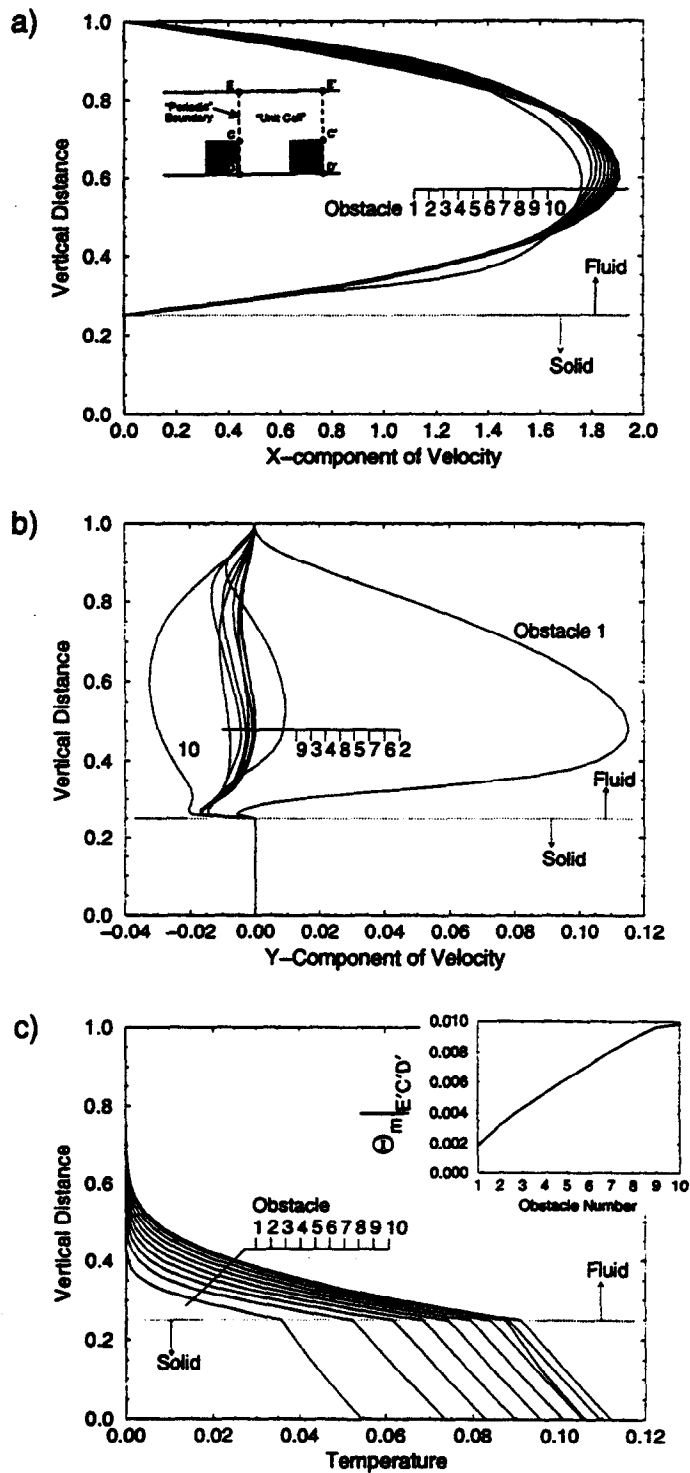 a)
1.0
0.8
0.6
0.4
0.2
0.0
Vertical Distance
E
E'
"Periodic"
Boundary
"Unit Cell"
C
C'
D
D'
Obstacle 1 2 3 4 5 6 7 8 9 10
Fluid
Solid
0.0 0.2 0.4 0.6 0.8 1.0 1.2 1.4 1.6 1.8 2.0
X-component of Velocity
b)
1.0
0.8
0.6
0.4
0.2
0.0
Vertical Distance
Obstacle 1
10
9 3 4 8 5 7 6 2
Fluid
Solid
-0.04 -0.02 0.00 0.02 0.04 0.06 0.08 0.10 0.12
Y-Component of Velocity
c)
1.0
0.8
0.6
0.4
0.2
0.0
Vertical Distance
0.010
0.008
0.006
0.004
0.002
0.000
Θm|E'C'D'
1 2 3 4 5 6 7 8 9 10
Obstacle Number
Obstacle
1 2 3 4 5 6 7 8 9 10
Fluid
Solid
0.00 0.02 0.04 0.06 0.08 0.10 0.12
Temperature